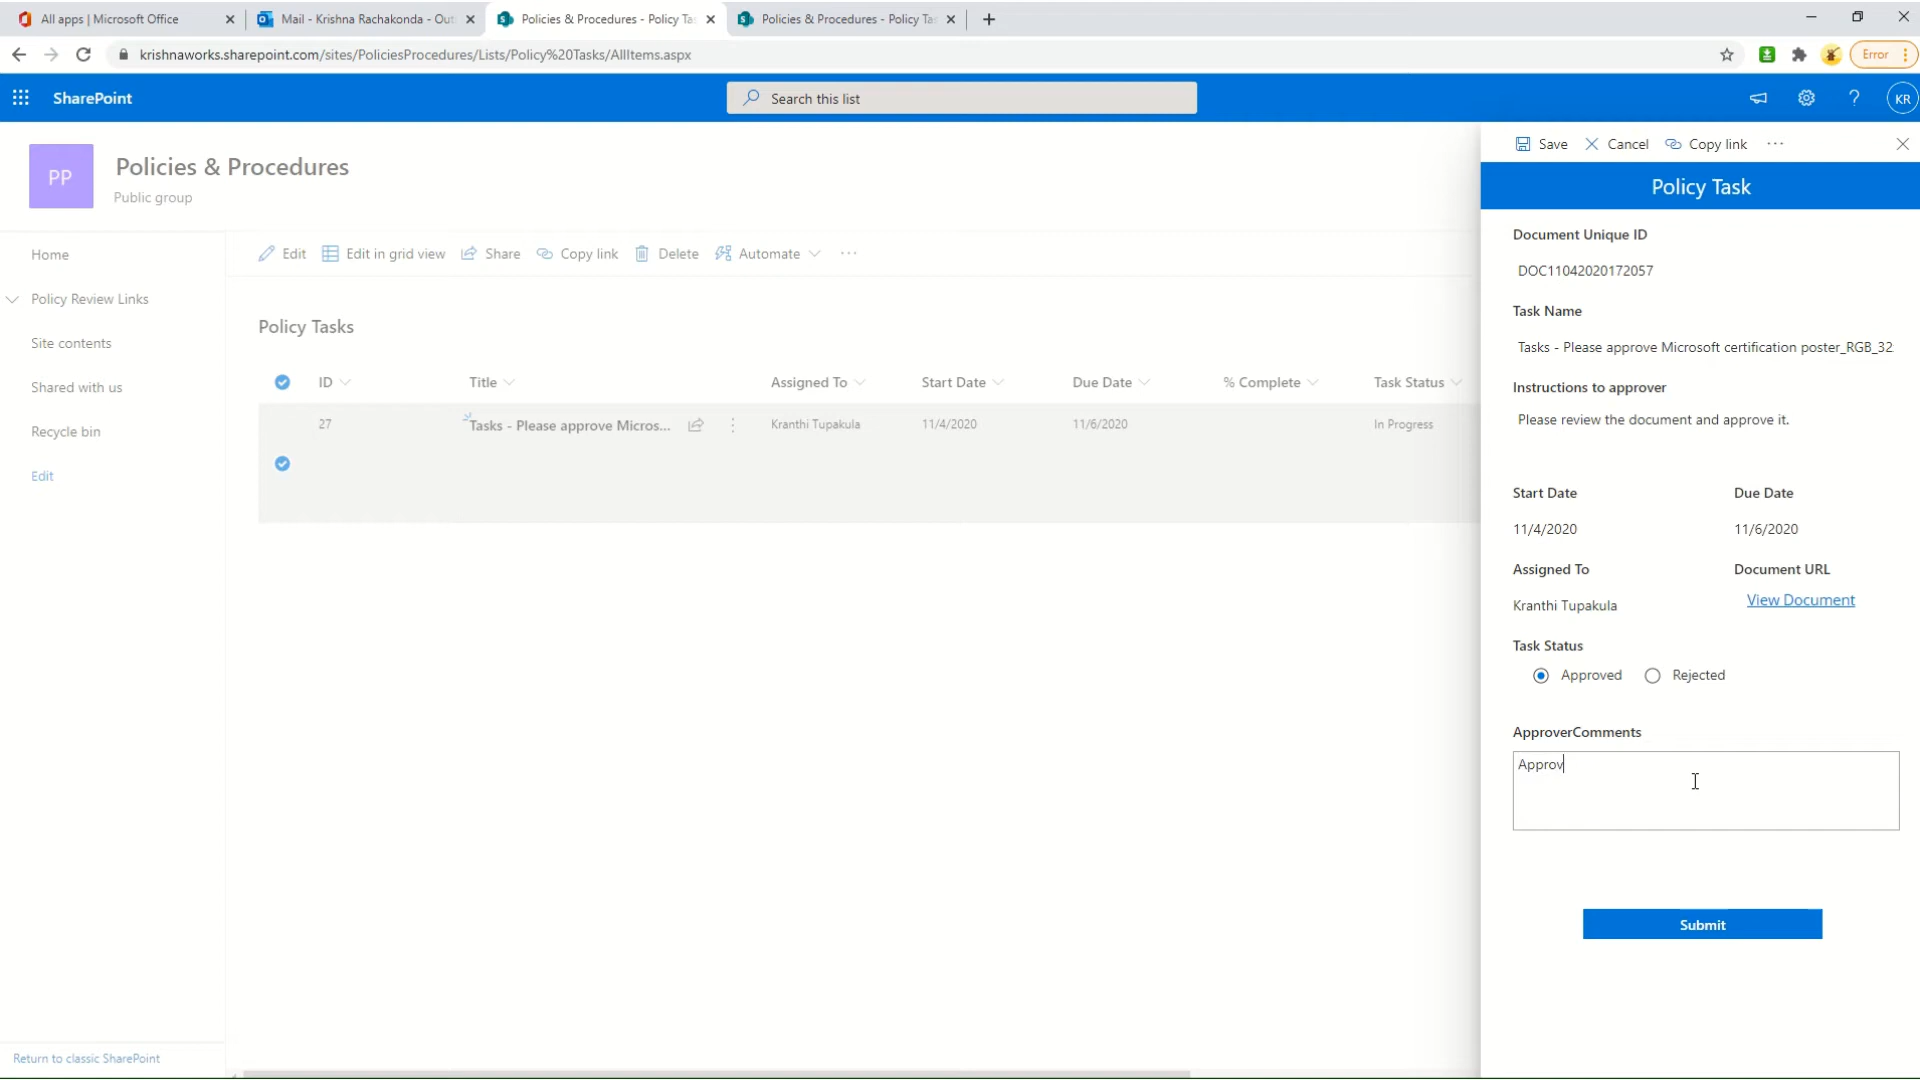 All apps | Microsoft Office
Mail - Krishna Rachakonda - Out
Policies & Procedures - Policy Ta
Policies & Procedures - Policy Tas
krishnaworks.sharepoint.com/sites/PoliciesProcedures/Lists/Policy%20Tasks/AllItems.aspx
Error
SharePoint
Search this list
KR
Save
Cancel
Copy link
PP
Policies & Procedures
Public group
Policy Task
Home
Policy Review Links
Site contents
Shared with us
Recycle bin
Edit
Edit
Edit in grid view
Share
Copy link
Delete
Automate
Policy Tasks
ID
Title
Assigned To
Start Date
Due Date
% Complete
Task Status
27
Tasks - Please approve Micros...
Kranthi Tupakula
11/4/2020
11/6/2020
In Progress
Document Unique ID
DOC11042020172057
Task Name
Tasks - Please approve Microsoft certification poster_RGB_32
Instructions to approver
Please review the document and approve it.
Start Date
Due Date
11/4/2020
11/6/2020
Assigned To
Document URL
Kranthi Tupakula
View Document
Task Status
Approved
Rejected
ApproverComments
Approv
Submit
Return to classic SharePoint